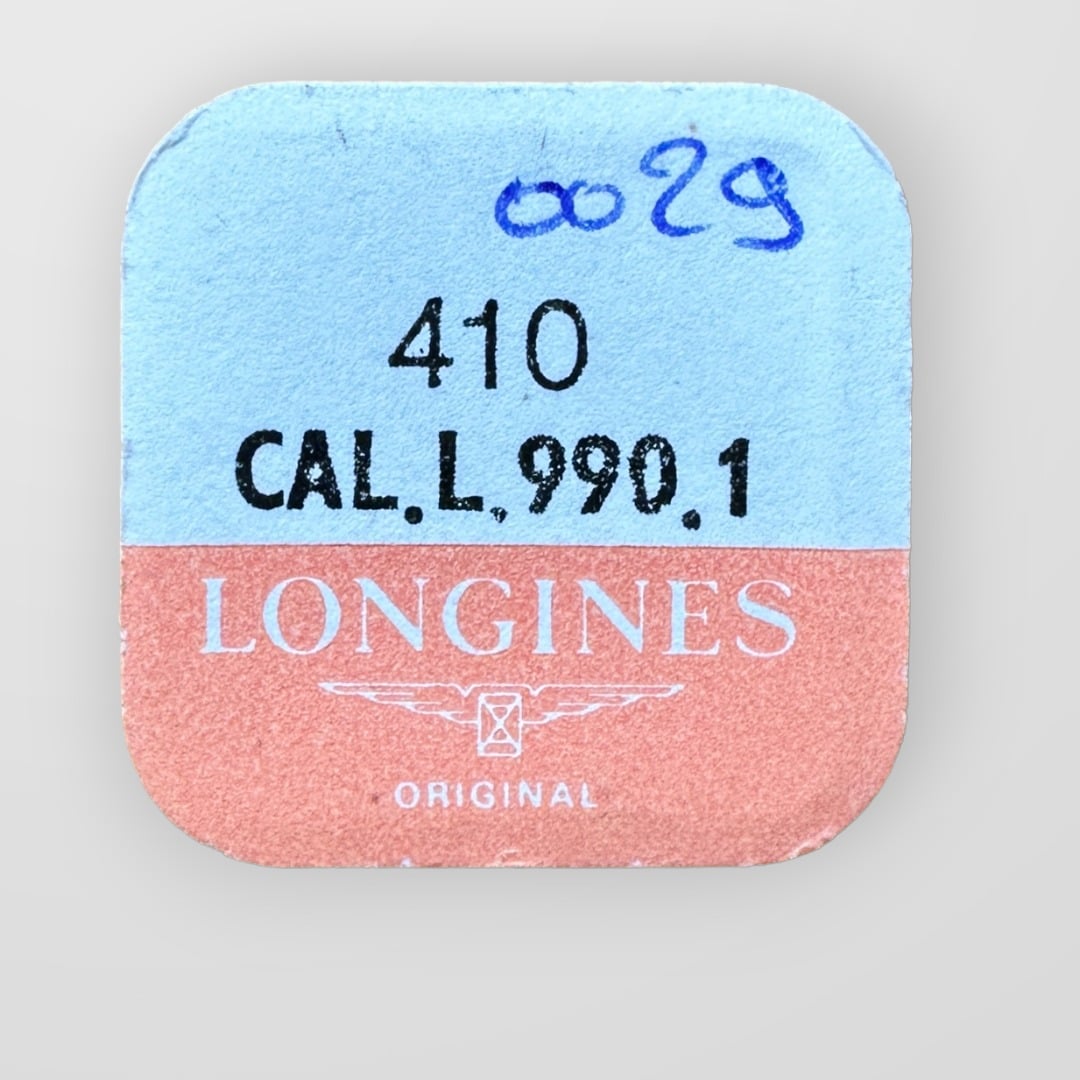 0029
410
CAL.L.990.1
LONGINES
ORIGINAL